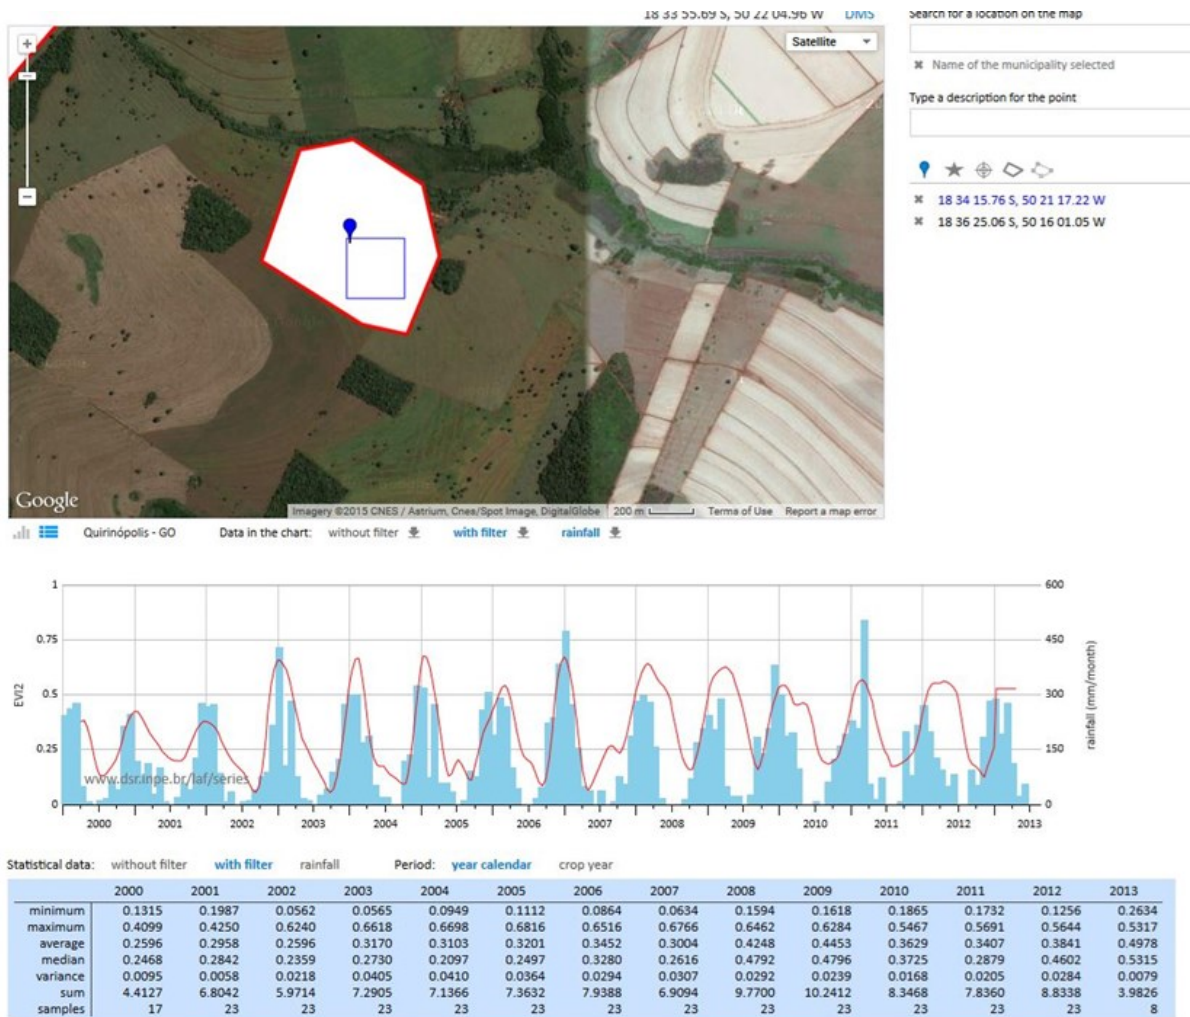 18 33 55.69 S, 50 22 04.96 W DMS
Search for a location on the map
Satellite
Name of the municipality selected
Type a description for the point
18 34 15.76 S, 50 21 17.22 W
18 36 25.06 S, 50 16 01.05 W
Google
Imagery ©2015 CNES / Astrium, Cnes/Spot Image, DigitalGlobe 200 m Terms of Use Report a map error
Quirinópolis - GO Data in the chart: without filter with filter rainfall
1 600
0.75 450
0.5 300
0.25 150
0 0
EVI2
rainfall (mm/month)
www.dsr.inpe.br/laf/series
2000 2001 2002 2003 2004 2005 2006 2007 2008 2009 2010 2011 2012 2013
Statistical data: without filter with filter rainfall Period: year calendar crop year
2000 2001 2002 2003 2004 2005 2006 2007 2008 2009 2010 2011 2012 2013
minimum 0.1315 0.1987 0.0562 0.0565 0.0949 0.1112 0.0864 0.0634 0.1594 0.1618 0.1865 0.1732 0.1256 0.2634
maximum 0.4099 0.4250 0.6240 0.6618 0.6698 0.6816 0.6516 0.6766 0.6462 0.6284 0.5467 0.5691 0.5644 0.5317
average 0.2596 0.2958 0.2596 0.3170 0.3103 0.3201 0.3452 0.3004 0.4248 0.4453 0.3629 0.3407 0.3841 0.4978
median 0.2468 0.2842 0.2359 0.2730 0.2097 0.2497 0.3280 0.2616 0.4792 0.4796 0.3725 0.2879 0.4602 0.5315
variance 0.0095 0.0058 0.0218 0.0405 0.0410 0.0364 0.0294 0.0307 0.0292 0.0239 0.0168 0.0205 0.0284 0.0079
sum 4.4127 6.8042 5.9714 7.2905 7.1366 7.3632 7.9388 6.9094 9.7700 10.2412 8.3468 7.8360 8.8338 3.9826
samples 17 23 23 23 23 23 23 23 23 23 23 23 23 8